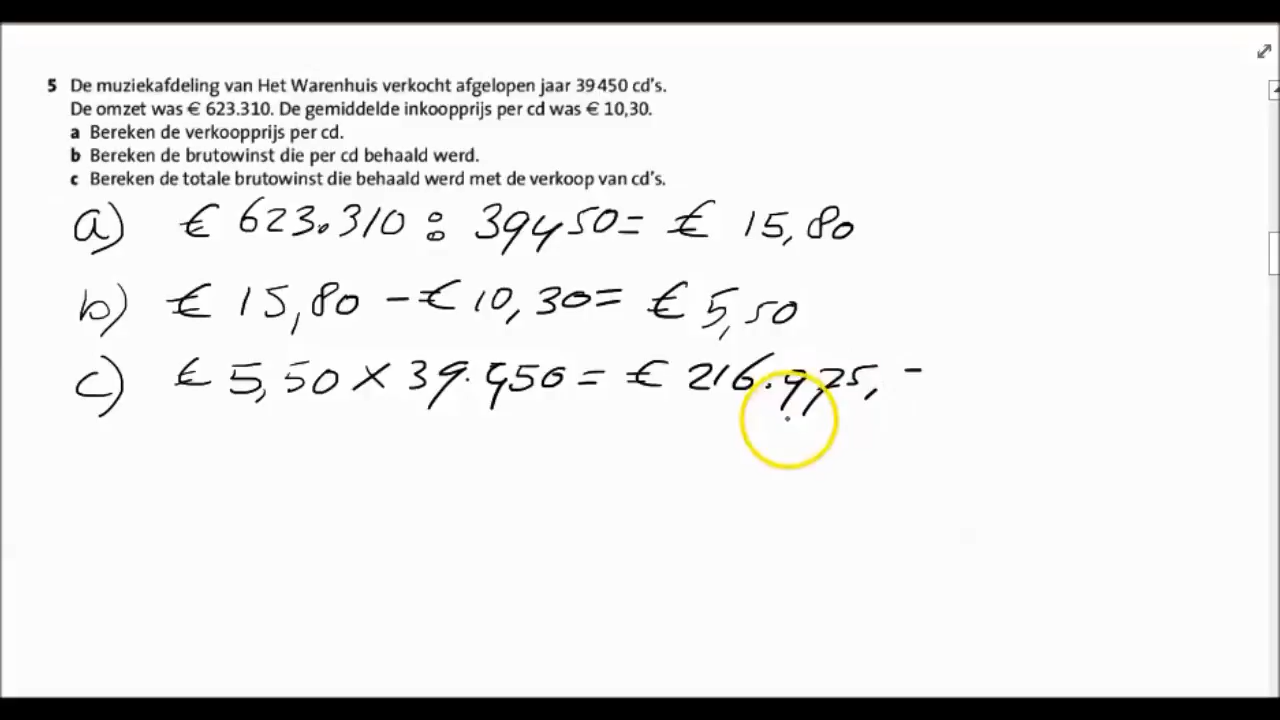 5 De muziekafdeling van Het Warenhuis verkocht afgelopen jaar 39 450 cd's.
De omzet was € 623.310. De gemiddelde inkoopprijs per cd was € 10,30.
a Bereken de verkoopprijs per cd.
b Bereken de brutowinst die per cd behaald werd.
c Bereken de totale brutowinst die behaald werd met de verkoop van cd's.
a) € 623.310 : 39450 = € 15,80
b) € 15,80 - € 10,30 = € 5,50
c) € 5,50 × 39.450 = € 216.975,-